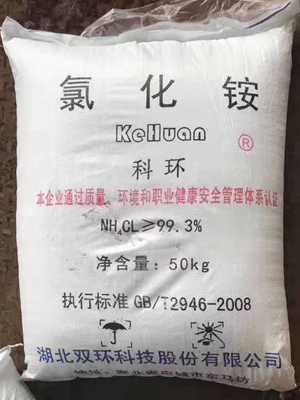 氯化铵
KeHuan
®
科环
本企业通过质量、环境和职业健康安全管理体系认证
NH₄CL≥99.3%
净含量:50kg
执行标准 GB/T2946-2008
湖北双环科技股份有限公司